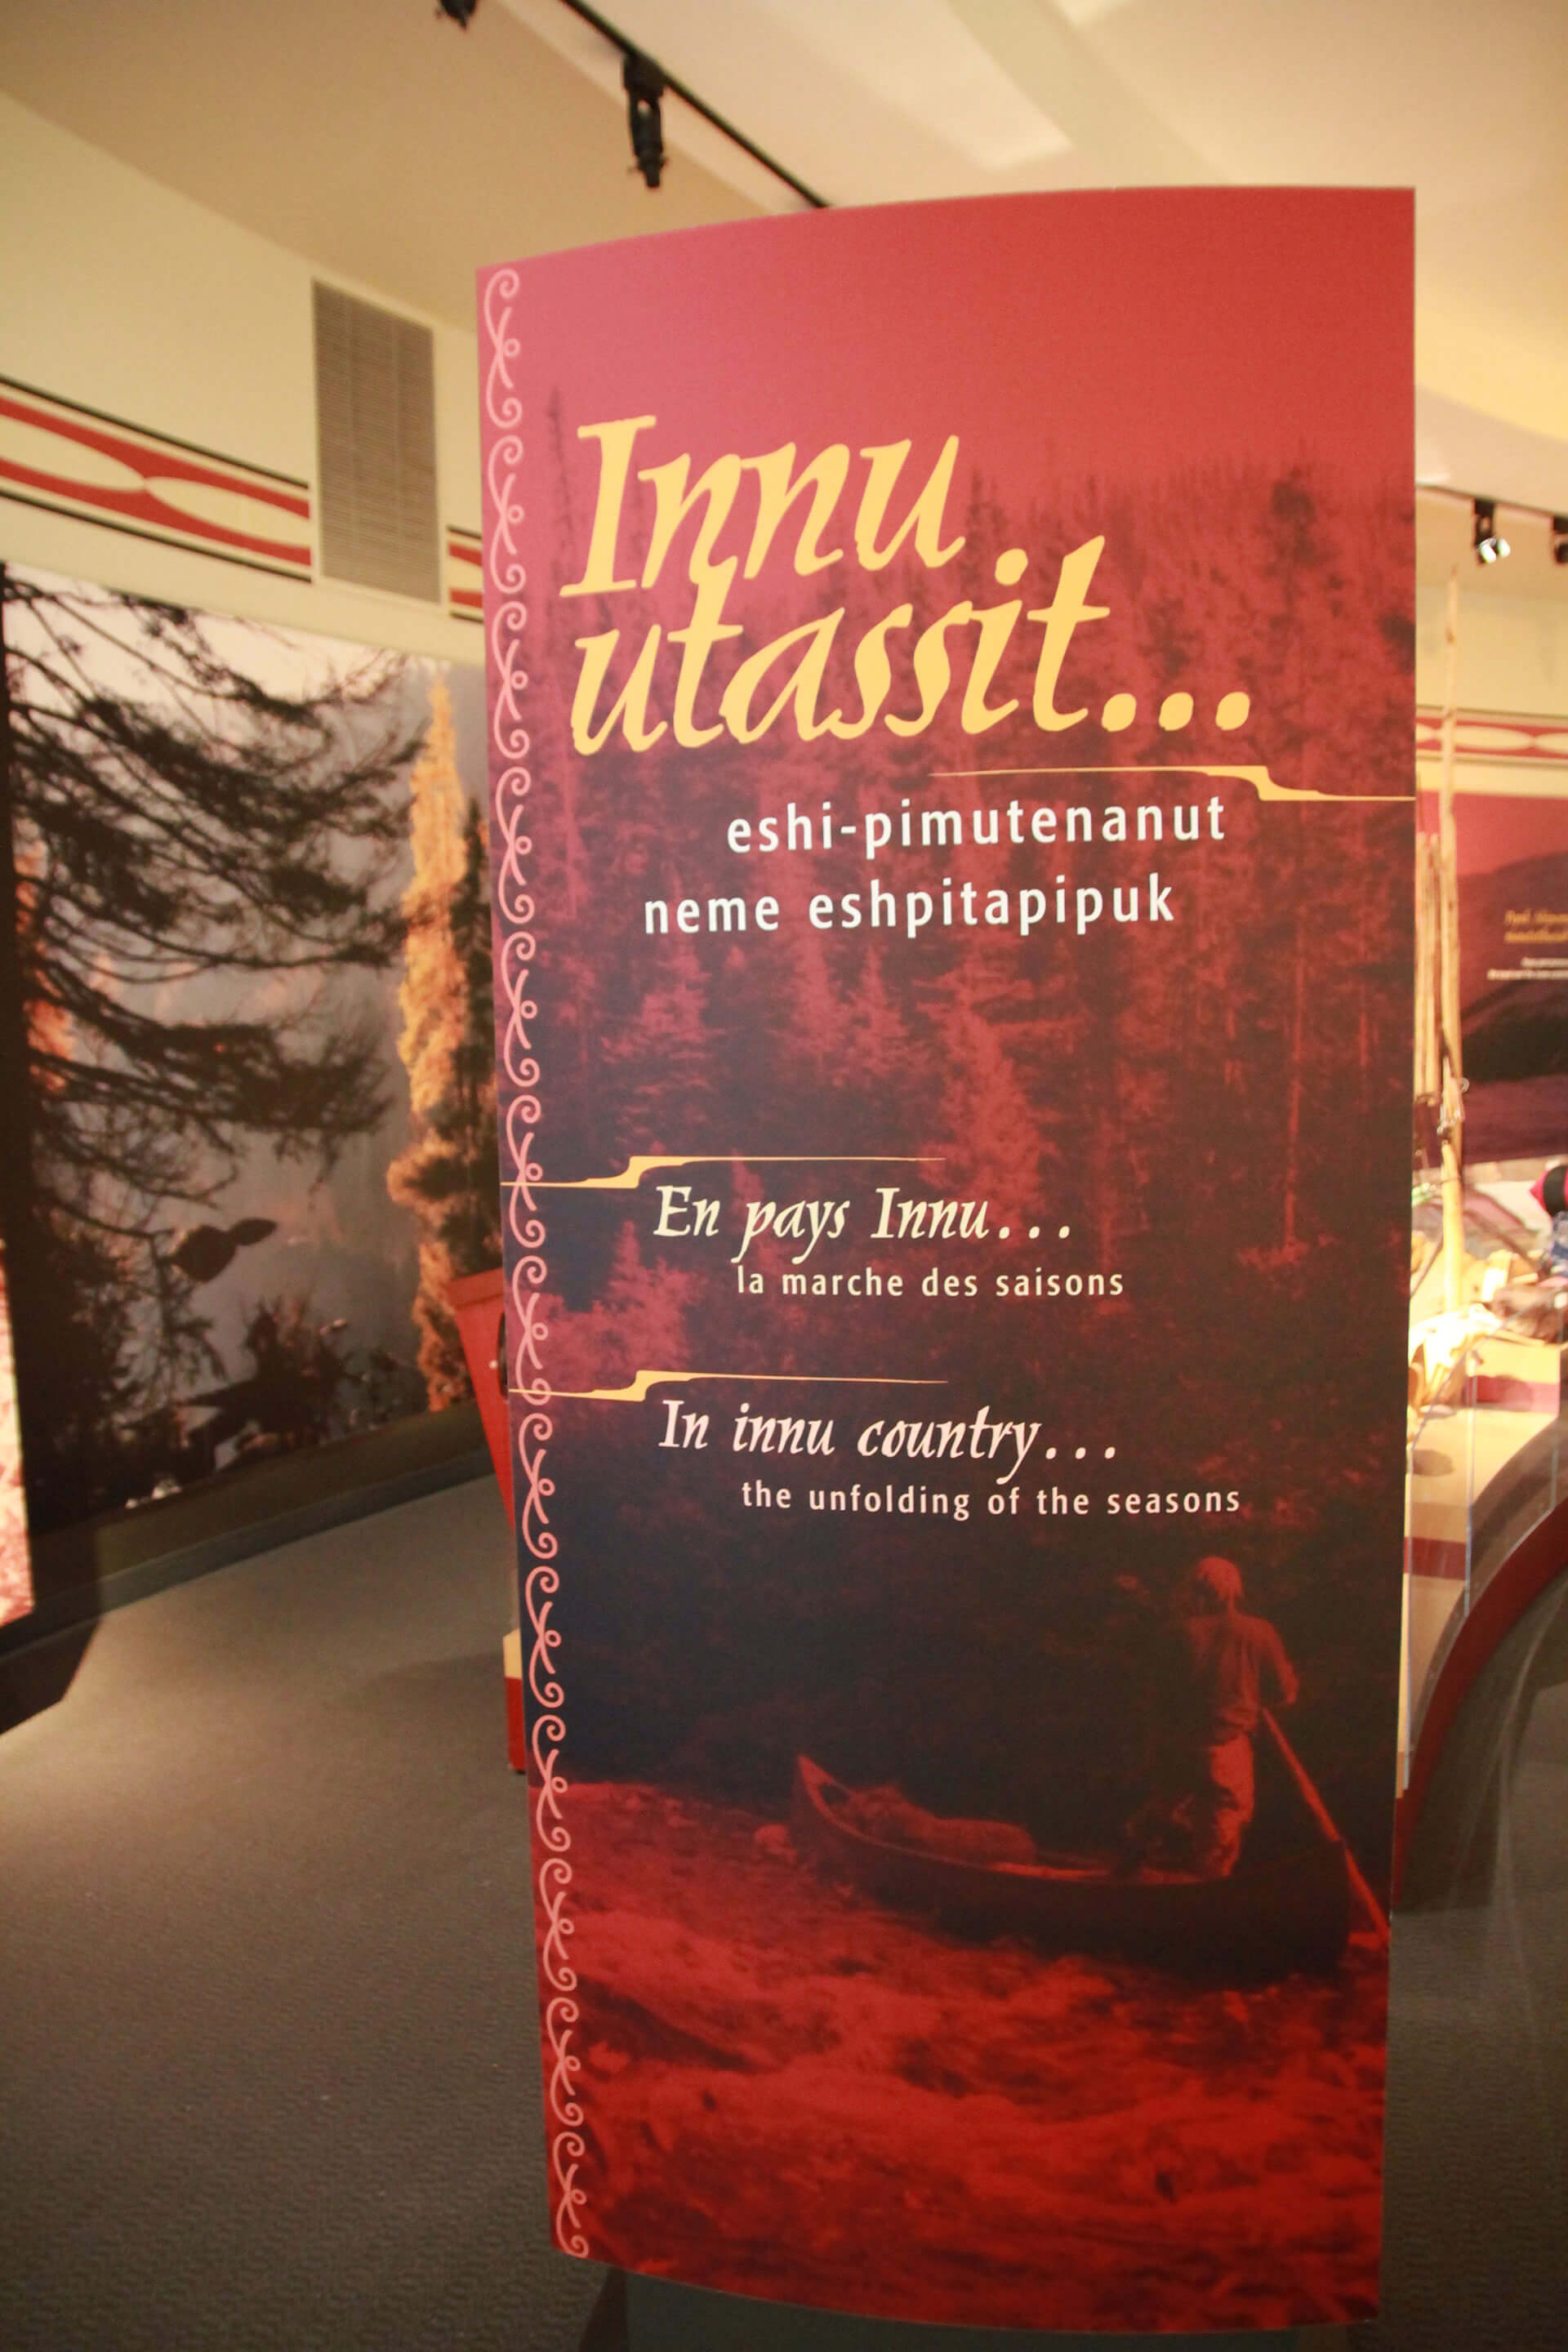 Innu
utassit...
eshi-pimutenanut
neme eshpitapipuk
En pays Innu...
la marche des saisons
In innu country...
the unfolding of the seasons